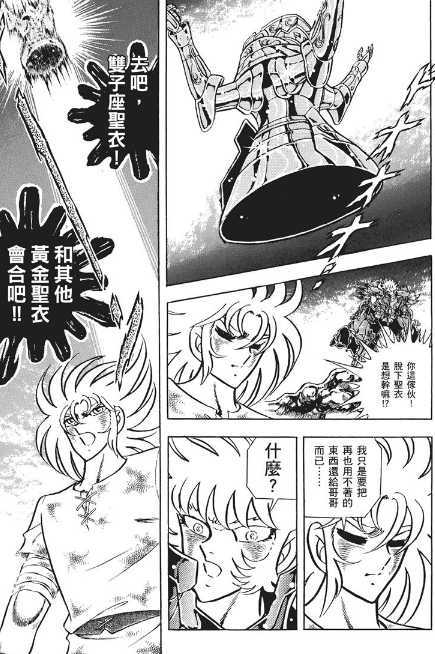 你這傢伙!
脫下聖衣
是想幹嘛!?
我只是要把
再也用不著的
東西還給哥哥
而已……
什麼?
去吧,
雙子座聖衣!
和其他
黃金聖衣
會合吧!!